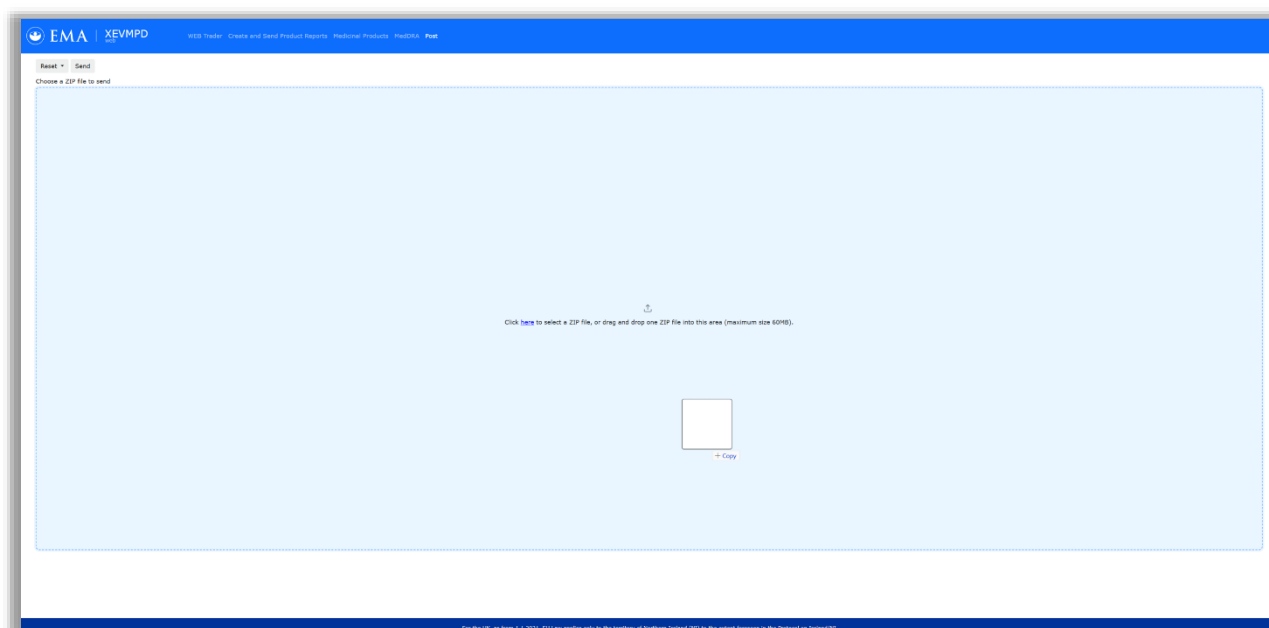 EMA | XEVMPD
web
WEB Trader Create and Send Product Reports Medicinal Products MedDRA Post
Reset Send
Choose a ZIP file to send
Click here to select a ZIP file, or drag and drop one ZIP file into this area (maximum size 60MB).
+ Copy